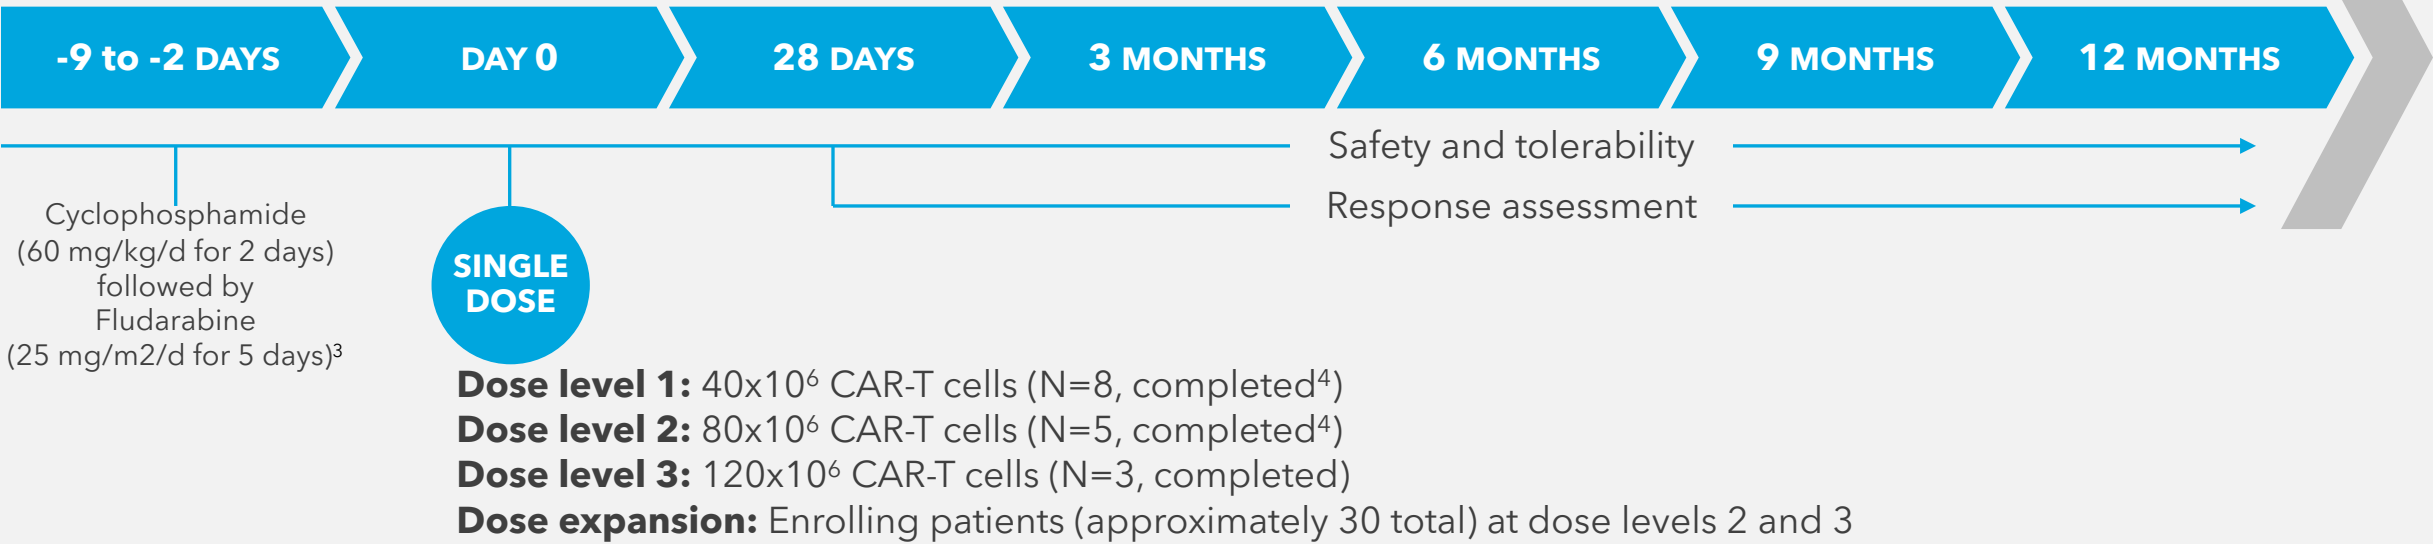 -9 to -2 DAYS
DAY 0
28 DAYS
3 MONTHS
6 MONTHS
9 MONTHS
12 MONTHS
Safety and tolerability
Response assessment
Cyclophosphamide
(60 mg/kg/d for 2 days)
followed by
Fludarabine
(25 mg/m2/d for 5 days)³
SINGLE
DOSE
Dose level 1: 40x10⁶ CAR-T cells (N=8, completed⁴)
Dose level 2: 80x10⁶ CAR-T cells (N=5, completed⁴)
Dose level 3: 120x10⁶ CAR-T cells (N=3, completed)
Dose expansion: Enrolling patients (approximately 30 total) at dose levels 2 and 3